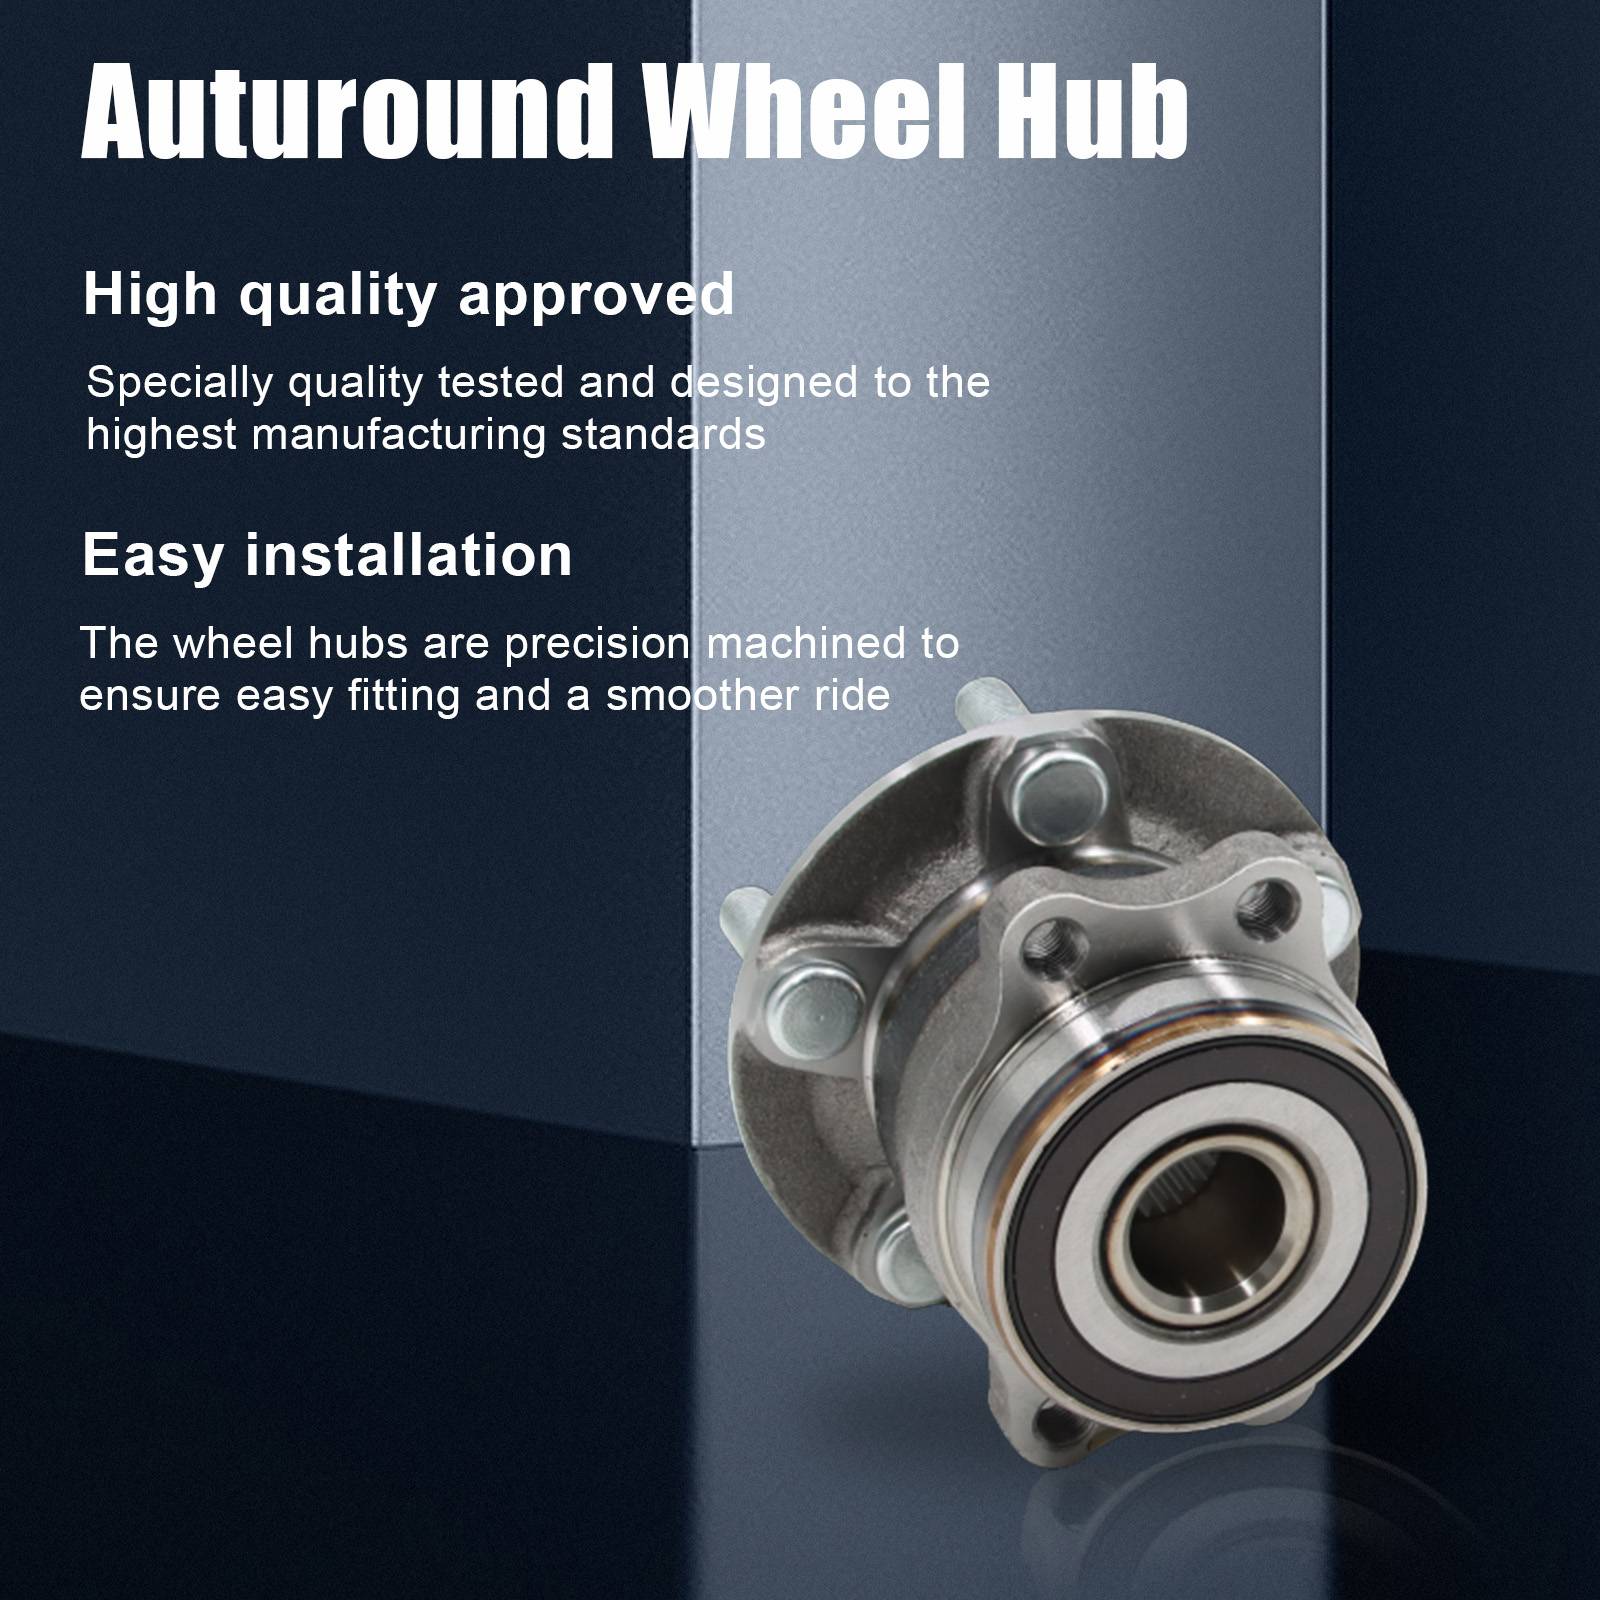 Auturound Wheel Hub
High quality approved
Specially quality tested and designed to the
highest manufacturing standards
Easy installation
The wheel hubs are precision machined to
ensure easy fitting and a smoother ride